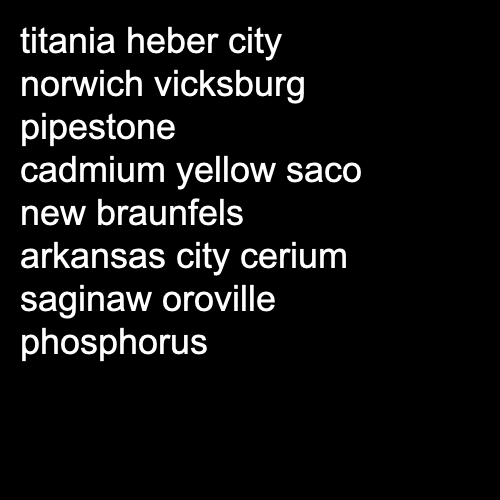 titania heber city
norwich vicksburg
pipestone
cadmium yellow saco
new braunfels
arkansas city cerium
saginaw oroville
phosphorus